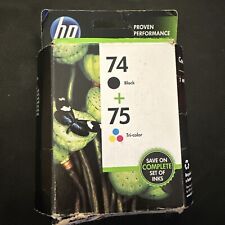 hp
PROVEN
PERFORMANCE
74
Black
+
75
Tri-color
SAVE ON
COMPLETE
SET OF
INKS